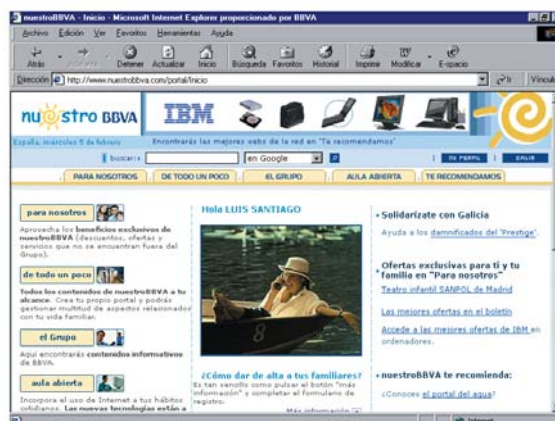 nuestroBBVA - Inicio - Microsoft Internet Explorer proporcionado por BBVA
Archivo Edición Ver Favoritos Herramientas Ayuda
Atrás Detener Actualizar Inicio Búsqueda Favoritos Historial Imprimir Modificar E-spacio
Dirección http://www.nuestrobbva.com/portal/Inicio Ir Vínculo
nuestro BBVA IBM
España, miércoles 5 de febrero Encontrarás las mejores webs de la red en "Te recomendamos"
buscar: en Google MI PERFIL SALIR
PARA NOSOTROS DE TODO UN POCO EL GRUPO AULA ABIERTA TE RECOMENDAMOS
para nosotros
Aprovecha los beneficios exclusivos de
nuestroBBVA (descuentos, ofertas y
servicios que no se encuentran fuera del
Grupo).
de todo un poco
Todos los contenidos de nuestroBBVA a tu
alcance. Crea tu propio portal y podrás
gestionar multitud de aspectos relacionados
con tu vida familiar.
el Grupo
Aquí encontrarás contenidos informativos
de BBVA.
aula abierta
Incorpora el uso de Internet a tus hábitos
cotidianos. Las nuevas tecnologías están a
Hola LUIS SANTIAGO
8
¿Cómo dar de alta a tus familiares?
Es tan sencillo como pulsar el botón "más
información" y completar el formulario de
registro.
Más información
Solidarízate con Galicia
Ayuda a los damnificados del 'Prestige'.
Ofertas exclusivas para ti y tu
familia en "Para nosotros"
Teatro infantil SANPOL de Madrid
Las mejores ofertas en el boletín
Accede a las mejores ofertas de IBM en
ordenadores.
nuestroBBVA te recomienda:
¿Conoces el portal del agua?
Internet